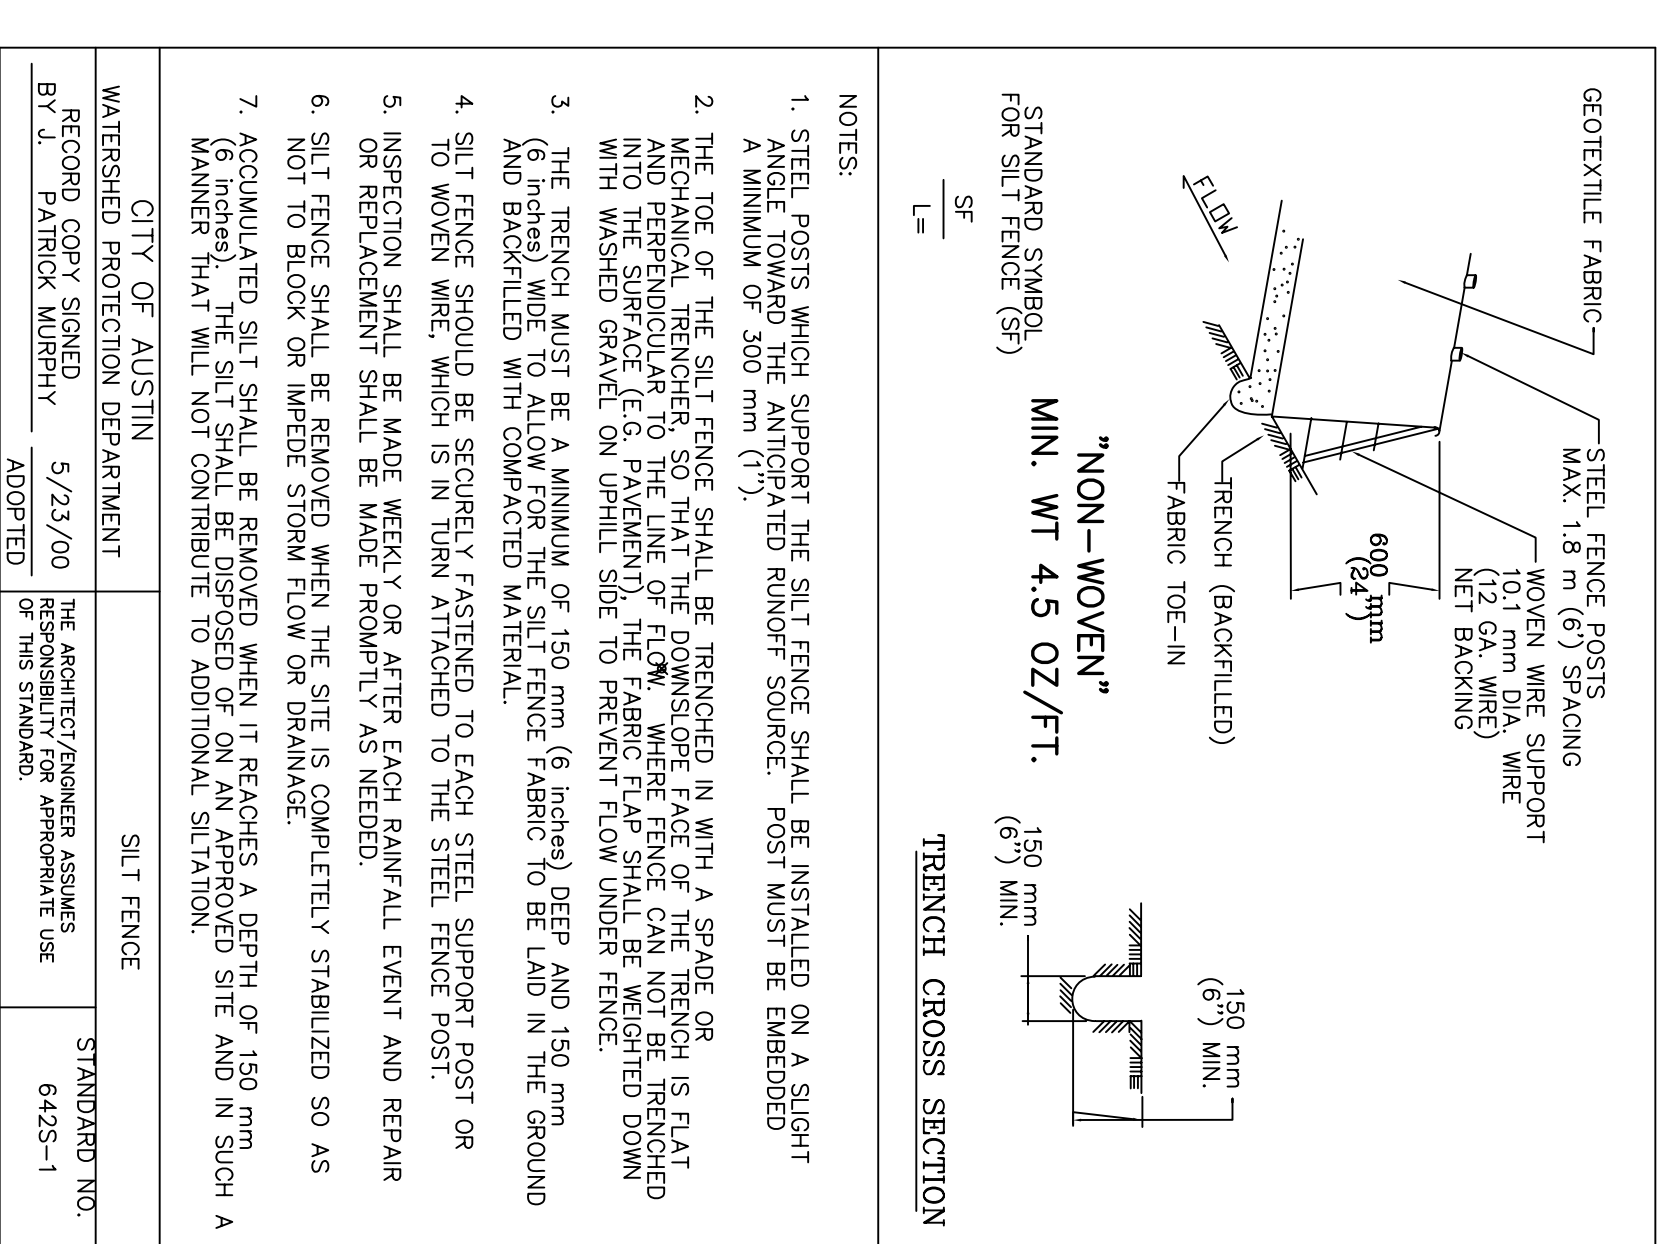 GEOTEXTILE FABRIC
STEEL FENCE POSTS
MAX. 1.8 m (6') SPACING
WOVEN WIRE SUPPORT
10.1 mm DIA. WIRE
(12 GA. WIRE)
NET BACKING
600 mm
(24")
FLOW
TRENCH (BACKFILLED)
FABRIC TOE-IN
"NON-WOVEN"
MIN. WT 4.5 OZ/FT.
STANDARD SYMBOL
FOR SILT FENCE (SF)
SF
L=
150 mm
(6") MIN.
150 mm
(6") MIN.
TRENCH CROSS SECTION
NOTES:
1. STEEL POSTS WHICH SUPPORT THE SILT FENCE SHALL BE INSTALLED ON A SLIGHT
ANGLE TOWARD THE ANTICIPATED RUNOFF SOURCE. POST MUST BE EMBEDDED
A MINIMUM OF 300 mm (1").
2. THE TOE OF THE SILT FENCE SHALL BE TRENCHED IN WITH A SPADE OR
MECHANICAL TRENCHER, SO THAT THE DOWNSLOPE FACE OF THE TRENCH IS FLAT
AND PERPENDICULAR TO THE LINE OF FLOW. WHERE FENCE CAN NOT BE TRENCHED
INTO THE SURFACE (E.G. PAVEMENT), THE FABRIC FLAP SHALL BE WEIGHTED DOWN
WITH WASHED GRAVEL ON UPHILL SIDE TO PREVENT FLOW UNDER FENCE.
3. THE TRENCH MUST BE A MINIMUM OF 150 mm (6 inches) DEEP AND 150 mm
(6 inches) WIDE TO ALLOW FOR THE SILT FENCE FABRIC TO BE LAID IN THE GROUND
AND BACKFILLED WITH COMPACTED MATERIAL.
4. SILT FENCE SHOULD BE SECURELY FASTENED TO EACH STEEL SUPPORT POST OR
TO WOVEN WIRE, WHICH IS IN TURN ATTACHED TO THE STEEL FENCE POST.
5. INSPECTION SHALL BE MADE WEEKLY OR AFTER EACH RAINFALL EVENT AND REPAIR
OR REPLACEMENT SHALL BE MADE PROMPTLY AS NEEDED.
6. SILT FENCE SHALL BE REMOVED WHEN THE SITE IS COMPLETELY STABILIZED SO AS
NOT TO BLOCK OR IMPEDE STORM FLOW OR DRAINAGE.
7. ACCUMULATED SILT SHALL BE REMOVED WHEN IT REACHES A DEPTH OF 150 mm
(6 inches). THE SILT SHALL BE DISPOSED OF ON AN APPROVED SITE AND IN SUCH A
MANNER THAT WILL NOT CONTRIBUTE TO ADDITIONAL SILTATION.
CITY OF AUSTIN
WATERSHED PROTECTION DEPARTMENT
SILT FENCE
RECORD COPY SIGNED
BY J. PATRICK MURPHY
5/23/00
ADOPTED
THE ARCHITECT/ENGINEER ASSUMES
RESPONSIBILITY FOR APPROPRIATE USE
OF THIS STANDARD.
STANDARD NO.
642S-1